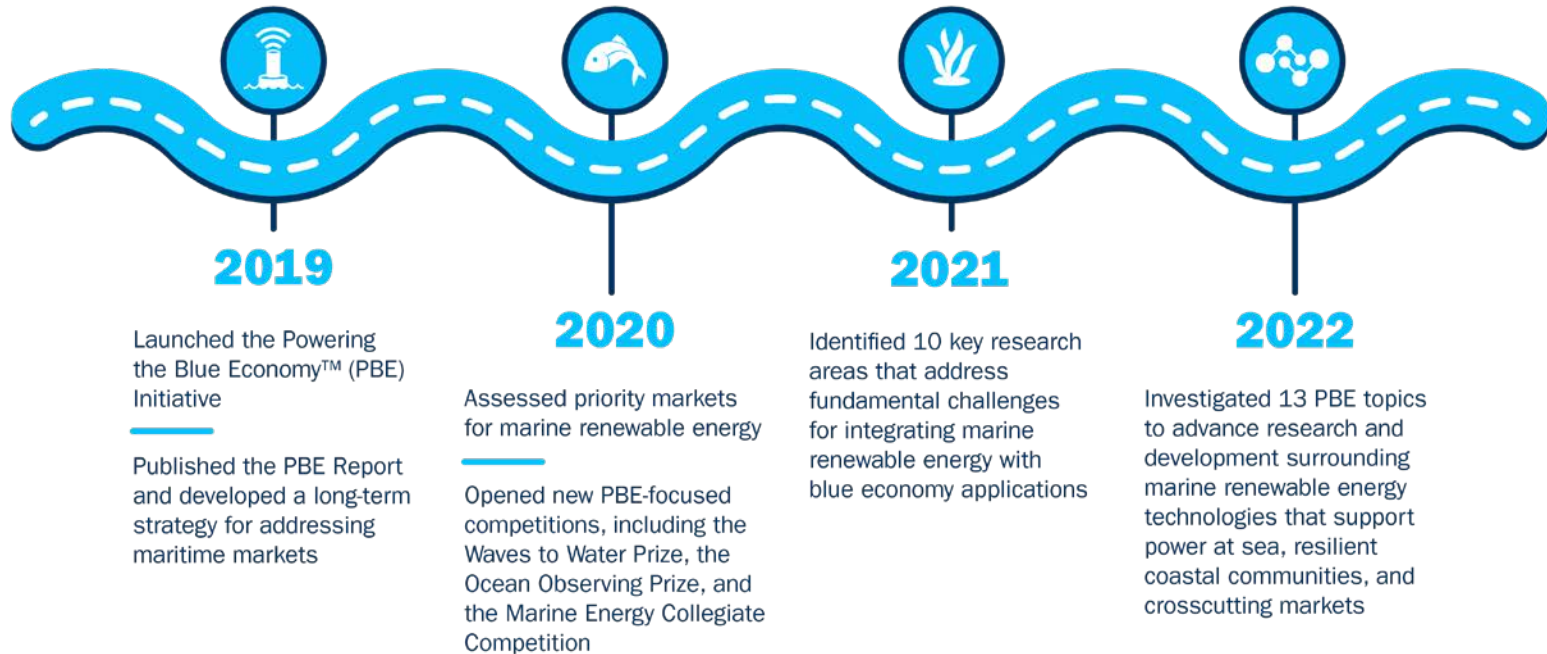 2019
Launched the Powering
the Blue Economy™ (PBE)
Initiative
Published the PBE Report
and developed a long-term
strategy for addressing
maritime markets
2020
Assessed priority markets
for marine renewable energy
Opened new PBE-focused
competitions, including the
Waves to Water Prize, the
Ocean Observing Prize, and
the Marine Energy Collegiate
Competition
2021
Identified 10 key research
areas that address
fundamental challenges
for integrating marine
renewable energy with
blue economy applications
2022
Investigated 13 PBE topics
to advance research and
development surrounding
marine renewable energy
technologies that support
power at sea, resilient
coastal communities, and
crosscutting markets